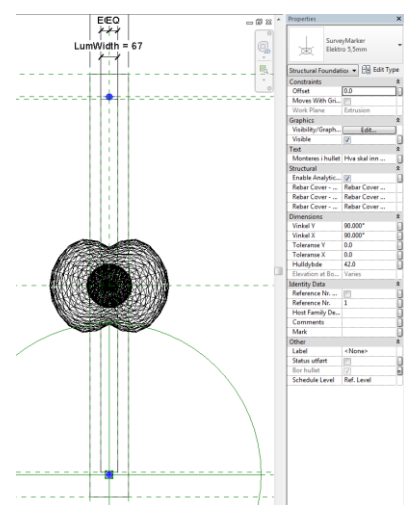 EEQ
LumWidth = 67
Properties
SurveyMarker
Elektro 5,5mm
Structural Foundatio Edit Type
Constraints
Offset 0.0
Moves With Gri...
Work Plane Extrusion
Graphics
Visibility/Graph... Edit...
Visible
Text
Monteres i hullet Hva skal inn ...
Structural
Enable Analytic...
Rebar Cover - ... Rebar Cover ...
Rebar Cover - ... Rebar Cover ...
Rebar Cover - ... Rebar Cover ...
Dimensions
Vinkel Y 90.000°
Vinkel X 90.000°
Toleranse Y 0.0
Toleranse X 0.0
Hulldybde 42.0
Elevation at Bo... Varies
Identity Data
Reference Nr. ...
Reference Nr. 1
Host Family De...
Comments
Mark
Other
Label <None>
Status utført
Bor hullet
Schedule Level Ref. Level